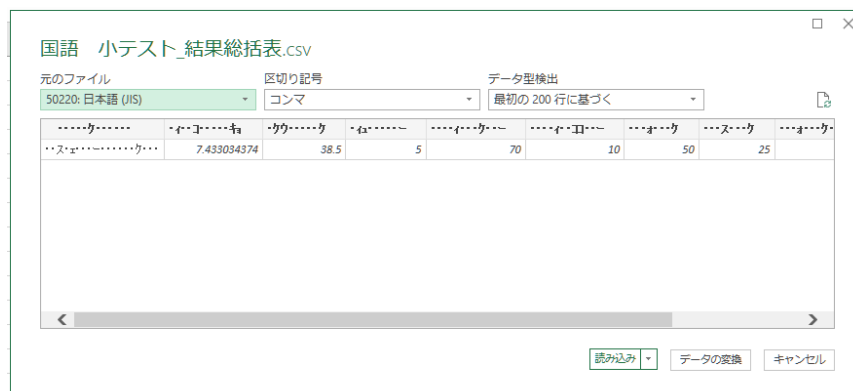 国語　小テスト_結果総括表.csv
元のファイル 区切り記号 データ型検出
50220: 日本語 (JIS) コンマ 最初の 200 行に基づく
7.433034374 38.5 5 70 10 50 25
読み込み データの変換 キャンセル